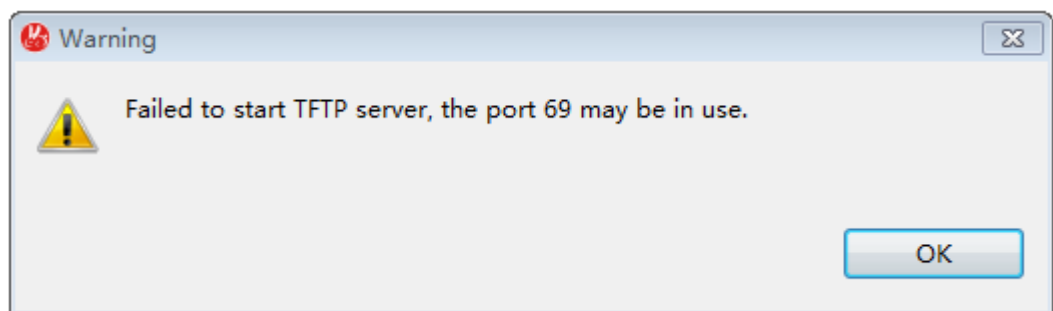 Warning
Failed to start TFTP server, the port 69 may be in use.
OK